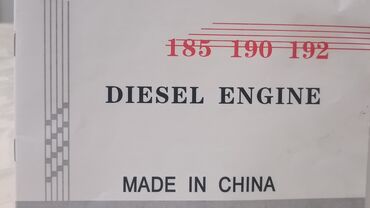 185 190 192
DIESEL ENGINE
MADE IN CHINA